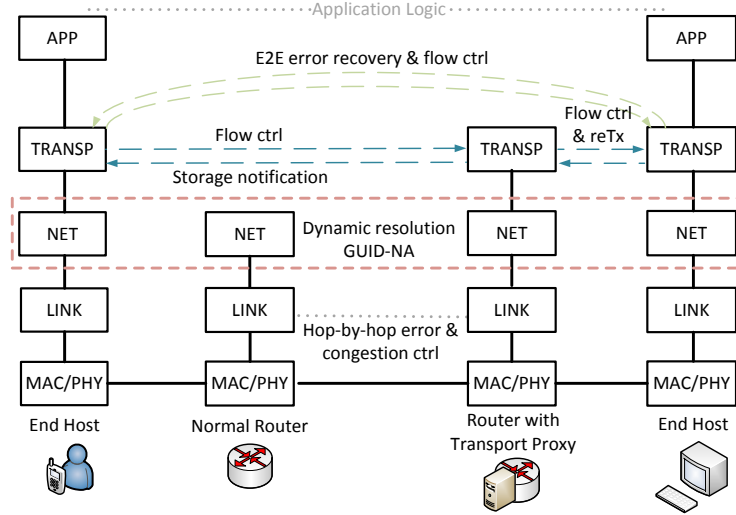 Application Logic
APP
APP
E2E error recovery & flow ctrl
Flow ctrl
& reTx
Flow ctrl
TRANSP
TRANSP
TRANSP
Storage notification
NET
NET
Dynamic resolution
GUID-NA
NET
NET
LINK
LINK
LINK
LINK
Hop-by-hop error &
congestion ctrl
MAC/PHY
MAC/PHY
MAC/PHY
MAC/PHY
End Host
Normal Router
Router with
Transport Proxy
End Host